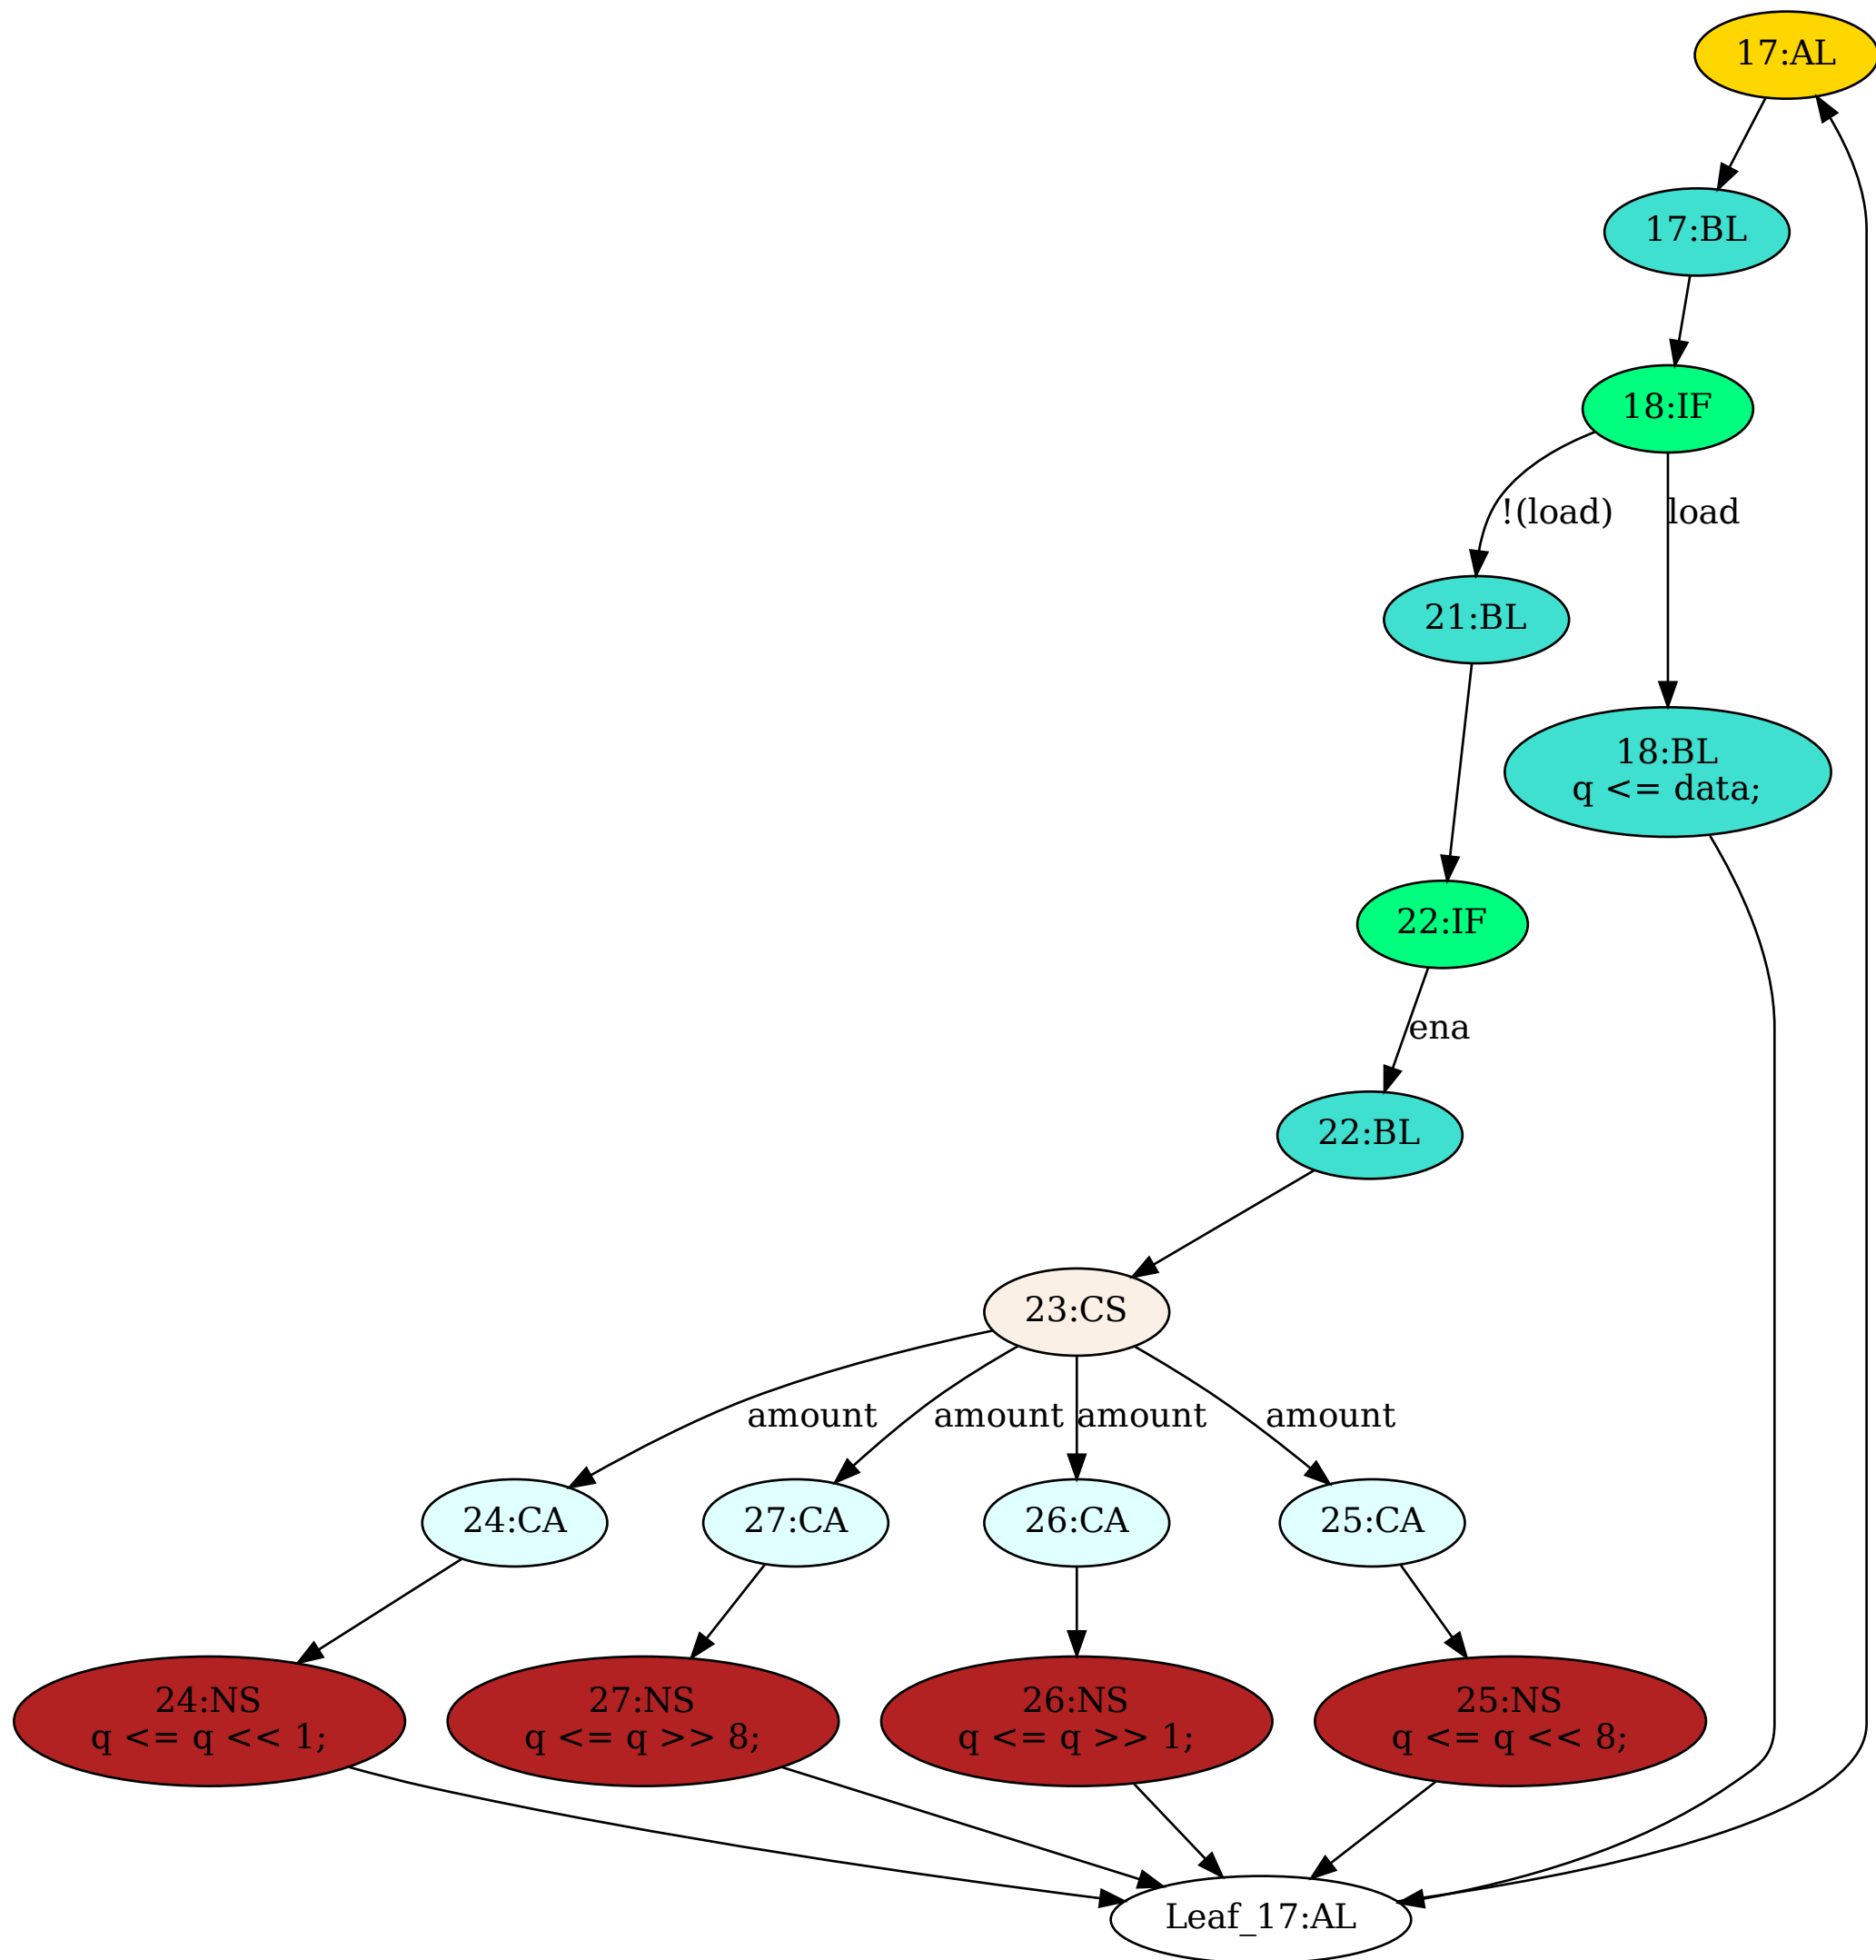 17:AL
17:BL
18:IF
!(load)
load
21:BL
18:BL
q <= data;
22:IF
ena
22:BL
23:CS
amount
amount
amount
amount
24:CA
27:CA
26:CA
25:CA
24:NS
q <= q << 1;
27:NS
q <= q >> 8;
26:NS
q <= q >> 1;
25:NS
q <= q << 8;
Leaf_17:AL